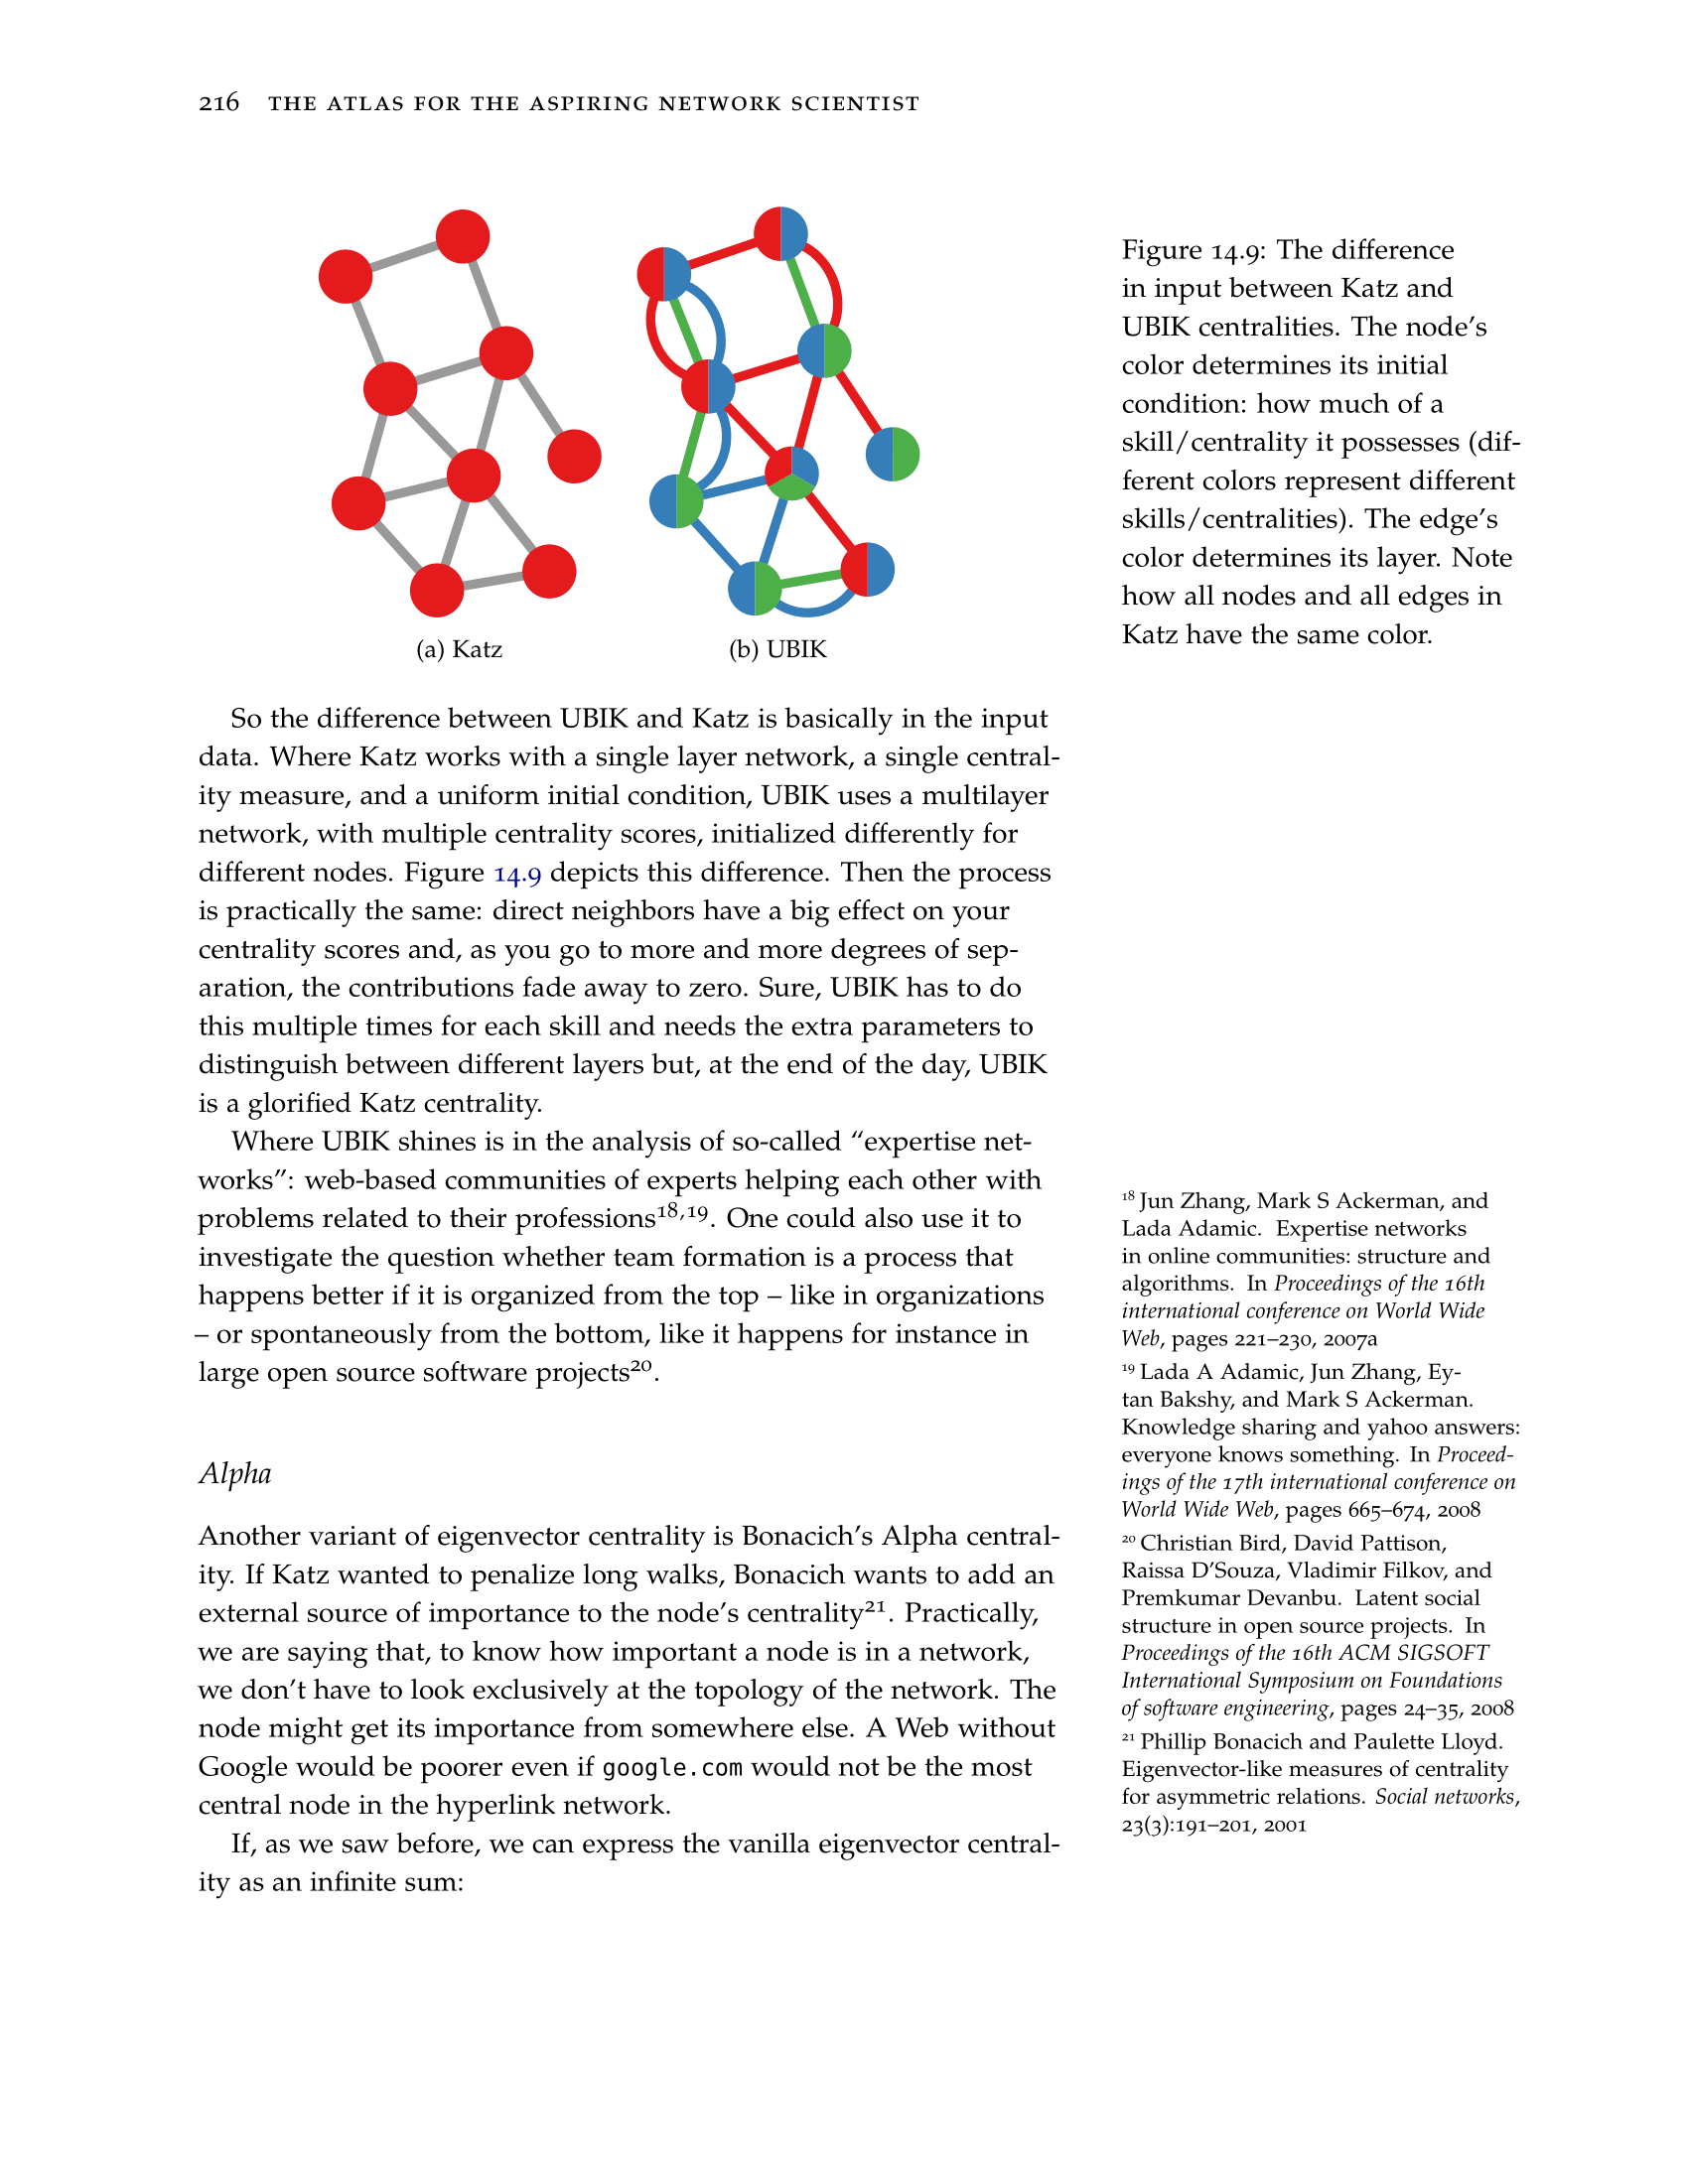 216 THE ATLAS FOR THE ASPIRING NETWORK SCIENTIST
(a) Katz
(b) UBIK
Figure 14.9: The difference
in input between Katz and
UBIK centralities. The node's
color determines its initial
condition: how much of a
skill/centrality it possesses (dif-
ferent colors represent different
skills/centralities). The edge's
color determines its layer. Note
how all nodes and all edges in
Katz have the same color.
So the difference between UBIK and Katz is basically in the input
data. Where Katz works with a single layer network, a single central-
ity measure, and a uniform initial condition, UBIK uses a multilayer
network, with multiple centrality scores, initialized differently for
different nodes. Figure 14.9 depicts this difference. Then the process
is practically the same: direct neighbors have a big effect on your
centrality scores and, as you go to more and more degrees of sep-
aration, the contributions fade away to zero. Sure, UBIK has to do
this multiple times for each skill and needs the extra parameters to
distinguish between different layers but, at the end of the day, UBIK
is a glorified Katz centrality.
Where UBIK shines is in the analysis of so-called “expertise net-
works”: web-based communities of experts helping each other with
problems related to their professions18,19. One could also use it to
investigate the question whether team formation is a process that
happens better if it is organized from the top – like in organizations
– or spontaneously from the bottom, like it happens for instance in
large open source software projects20.
Alpha
Another variant of eigenvector centrality is Bonacich's Alpha central-
ity. If Katz wanted to penalize long walks, Bonacich wants to add an
external source of importance to the node's centrality21. Practically,
we are saying that, to know how important a node is in a network,
we don't have to look exclusively at the topology of the network. The
node might get its importance from somewhere else. A Web without
Google would be poorer even if google.com would not be the most
central node in the hyperlink network.
If, as we saw before, we can express the vanilla eigenvector central-
ity as an infinite sum:
18 Jun Zhang, Mark S Ackerman, and
Lada Adamic. Expertise networks
in online communities: structure and
algorithms. In Proceedings of the 16th
international conference on World Wide
Web, pages 221–230, 2007a
19 Lada A Adamic, Jun Zhang, Ey-
tan Bakshy, and Mark S Ackerman.
Knowledge sharing and yahoo answers:
everyone knows something. In Proceed-
ings of the 17th international conference on
World Wide Web, pages 665–674, 2008
20 Christian Bird, David Pattison,
Raissa D'Souza, Vladimir Filkov, and
Premkumar Devanbu. Latent social
structure in open source projects. In
Proceedings of the 16th ACM SIGSOFT
International Symposium on Foundations
of software engineering, pages 24–35, 2008
21 Phillip Bonacich and Paulette Lloyd.
Eigenvector-like measures of centrality
for asymmetric relations. Social networks,
23(3):191–201, 2001